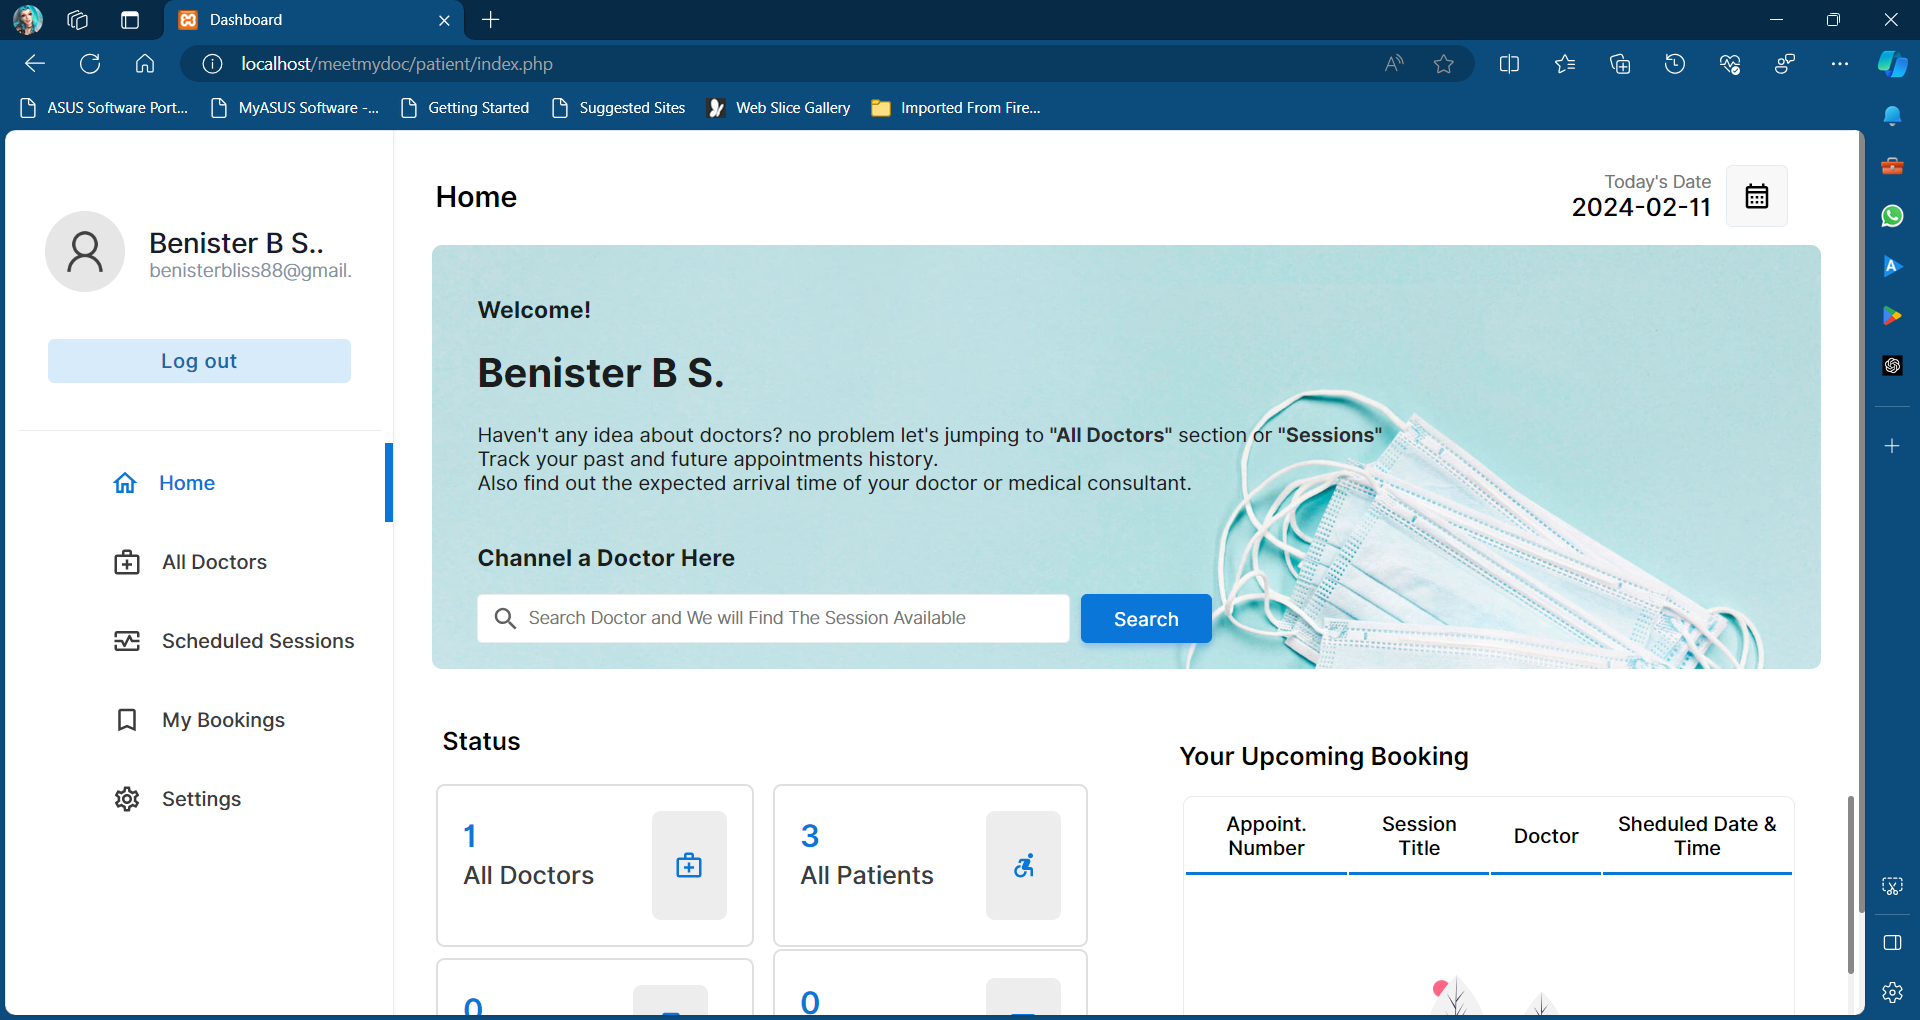 Dashboard
localhost/meetmydoc/patient/index.php
ASUS Software Port...
MyASUS Software -...
Getting Started
Suggested Sites
Web Slice Gallery
Imported From Fire...
Benister B S..
benisterbliss88@gmail.
Log out
Home
All Doctors
Scheduled Sessions
My Bookings
Settings
Home
Today's Date
2024-02-11
Welcome!
Benister B S.
Haven't any idea about doctors? no problem let's jumping to "All Doctors" section or "Sessions"
Track your past and future appointments history.
Also find out the expected arrival time of your doctor or medical consultant.
Channel a Doctor Here
Search Doctor and We will Find The Session Available
Search
Status
1
All Doctors
3
All Patients
0
0
Your Upcoming Booking
Appoint.
Number
Session
Title
Doctor
Sheduled Date &
Time